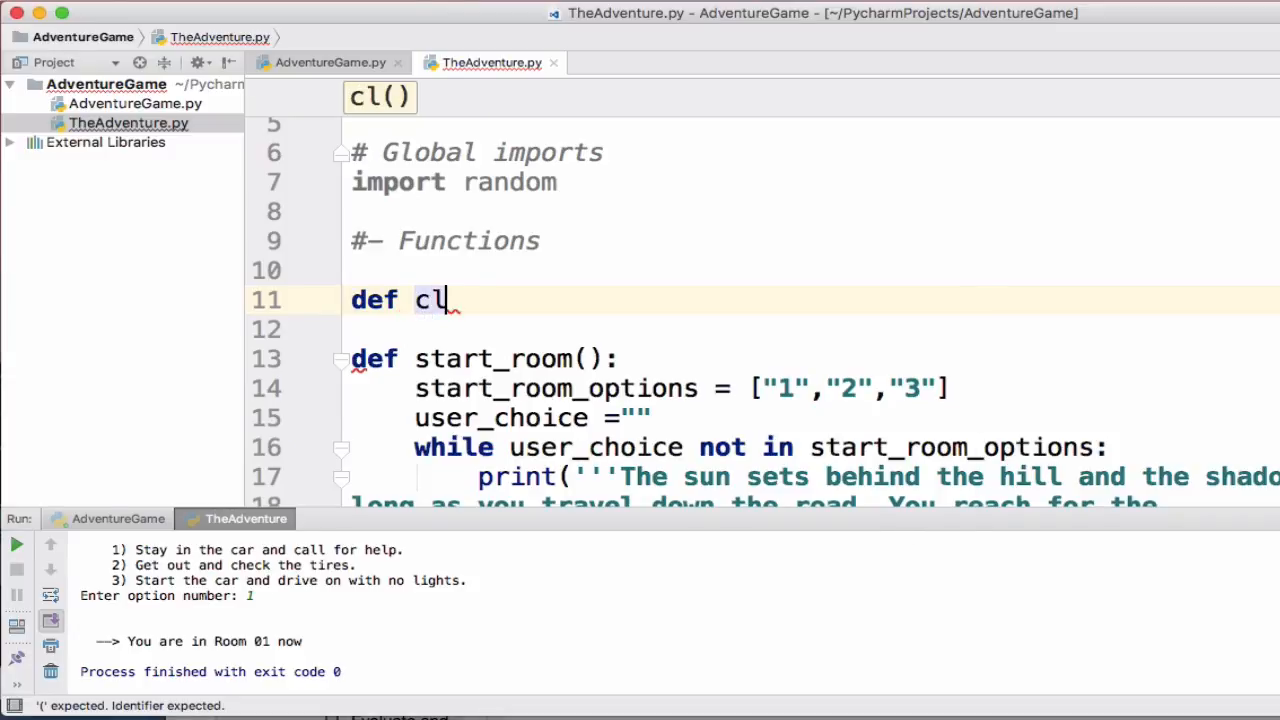 TheAdventure.py - AdventureGame - [~/PycharmProjects/AdventureGame]
AdventureGame TheAdventure.py
Project AdventureGame.py × TheAdventure.py ×
AdventureGame ~/Pycharm
AdventureGame.py
TheAdventure.py
External Libraries
cl()
5
6 # Global imports
7 import random
8
9 #– Functions
10
11 def cl
12
13 def start_room():
14 start_room_options = ["1","2","3"]
15 user_choice =""
16 while user_choice not in start_room_options:
17 print('''The sun sets behind the hill and the shado
18 long as you travel down the road. You reach for the
Run: AdventureGame TheAdventure
1) Stay in the car and call for help.
2) Get out and check the tires.
3) Start the car and drive on with no lights.
Enter option number: 1
––> You are in Room 01 now
Process finished with exit code 0
'(' expected. Identifier expected.